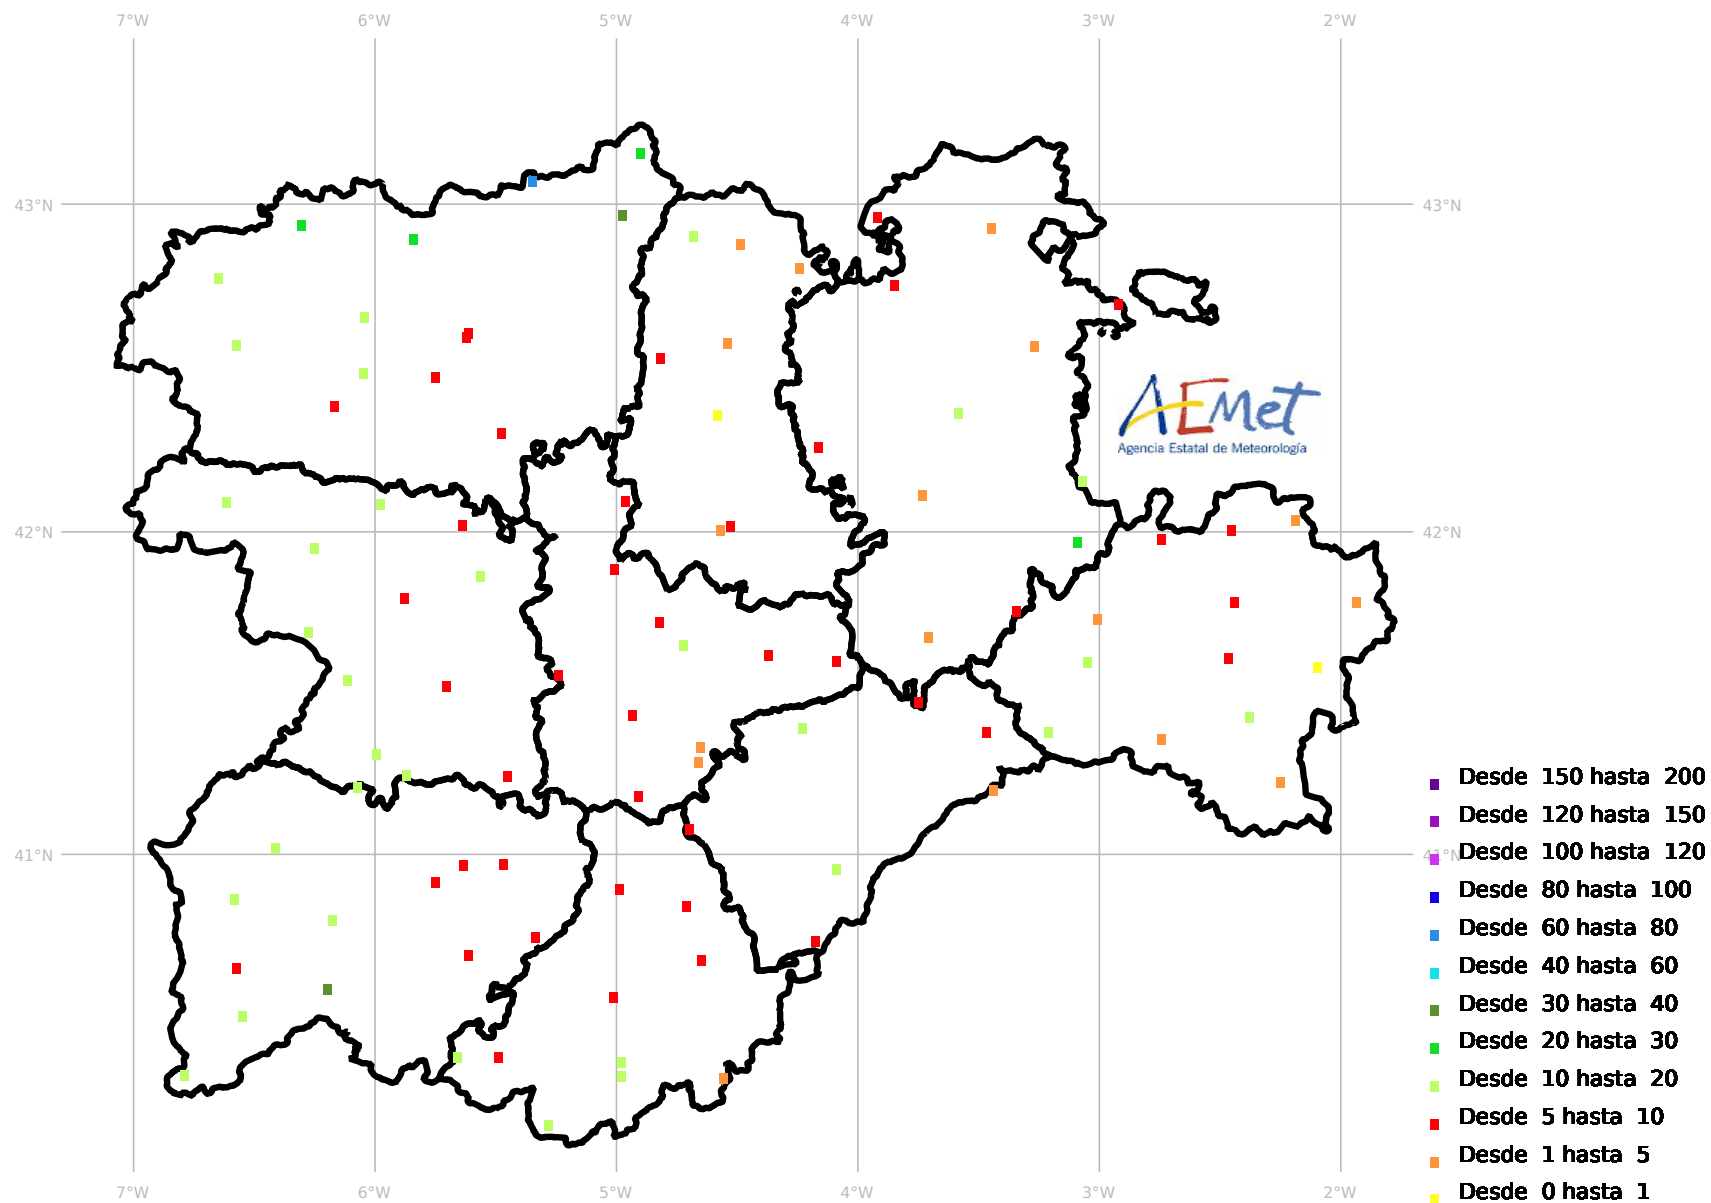 7°W 6°W 5°W 4°W 3°W 2°W
43°N 43°N
AEMet
Agencia Estatal de Meteorología
42°N 42°N
Desde 150 hasta 200
Desde 120 hasta 150
41°N Desde 100 hasta 120 41°N
Desde 80 hasta 100
Desde 60 hasta 80
Desde 40 hasta 60
Desde 30 hasta 40
Desde 20 hasta 30
Desde 10 hasta 20
Desde 5 hasta 10
Desde 1 hasta 5
Desde 0 hasta 1
7°W 6°W 5°W 4°W 3°W 2°W